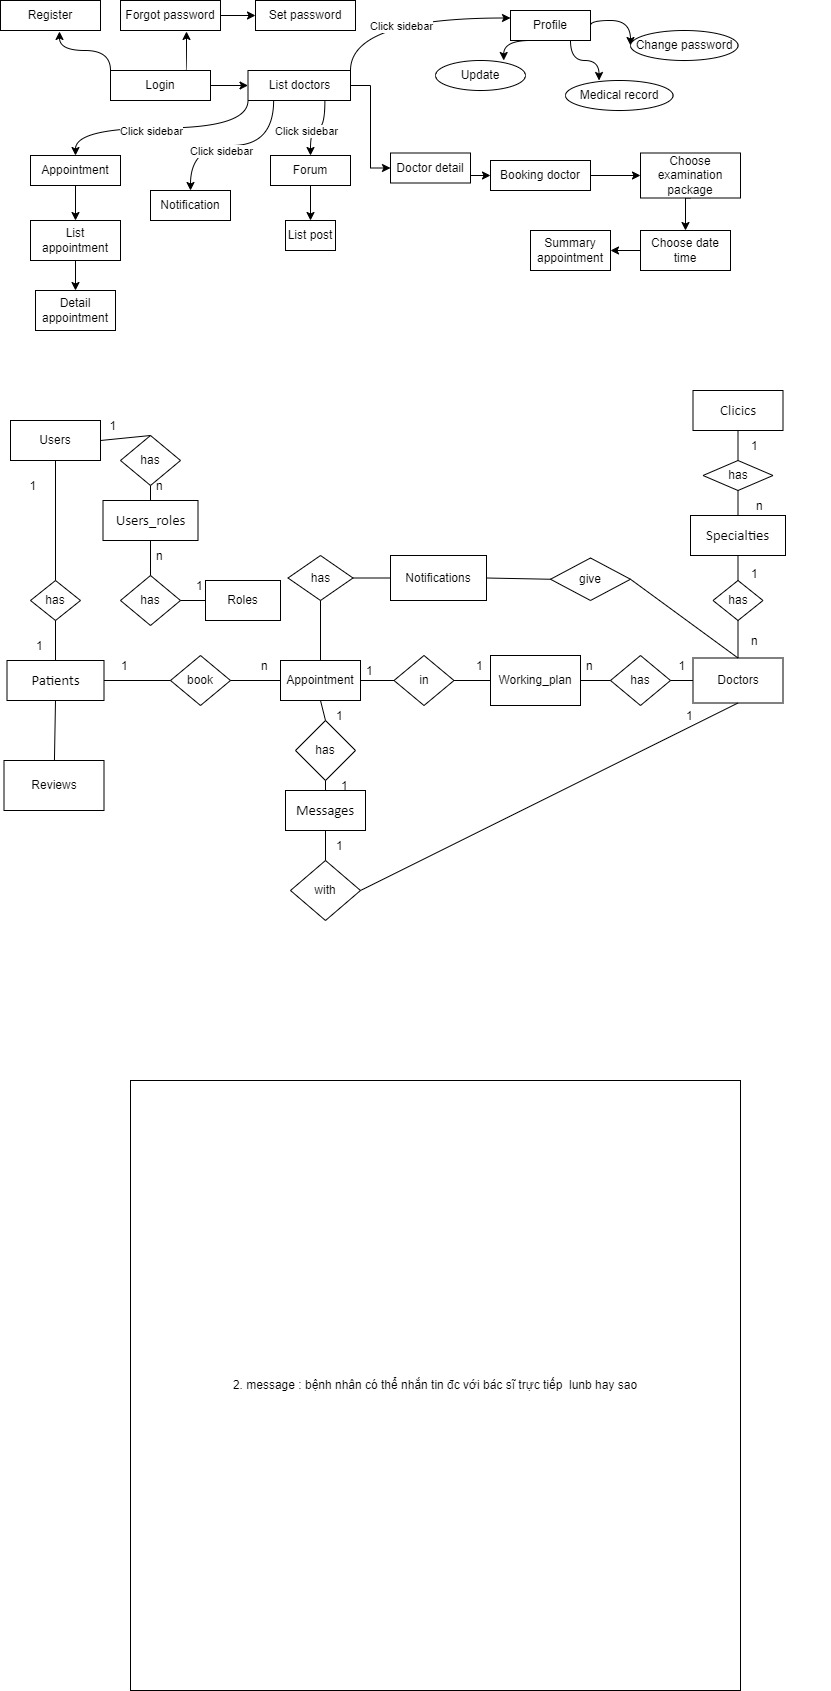 Register
Forgot password
Set password
Click sidebar
Profile
Change password
Update
Medical record
Login
List doctors
Click sidebar
Click sidebar
Click sidebar
Appointment
Notification
Forum
Doctor detail
Booking doctor
Choose
examination
package
List
appointment
List post
Summary
appointment
Choose date
time
Detail
appointment
Clicics
1
has
n
Specialties
1
has
n
Users
1
has
n
Users_roles
n
has
1
Roles
1
has
1
has
Notifications
give
Patients
1
book
n
Appointment
1
in
1
Working_plan
n
has
1
Doctors
1
Reviews
1
has
1
Messages
1
with
2. message : bệnh nhân có thể nhắn tin đc với bác sĩ trực tiếp lunb hay sao